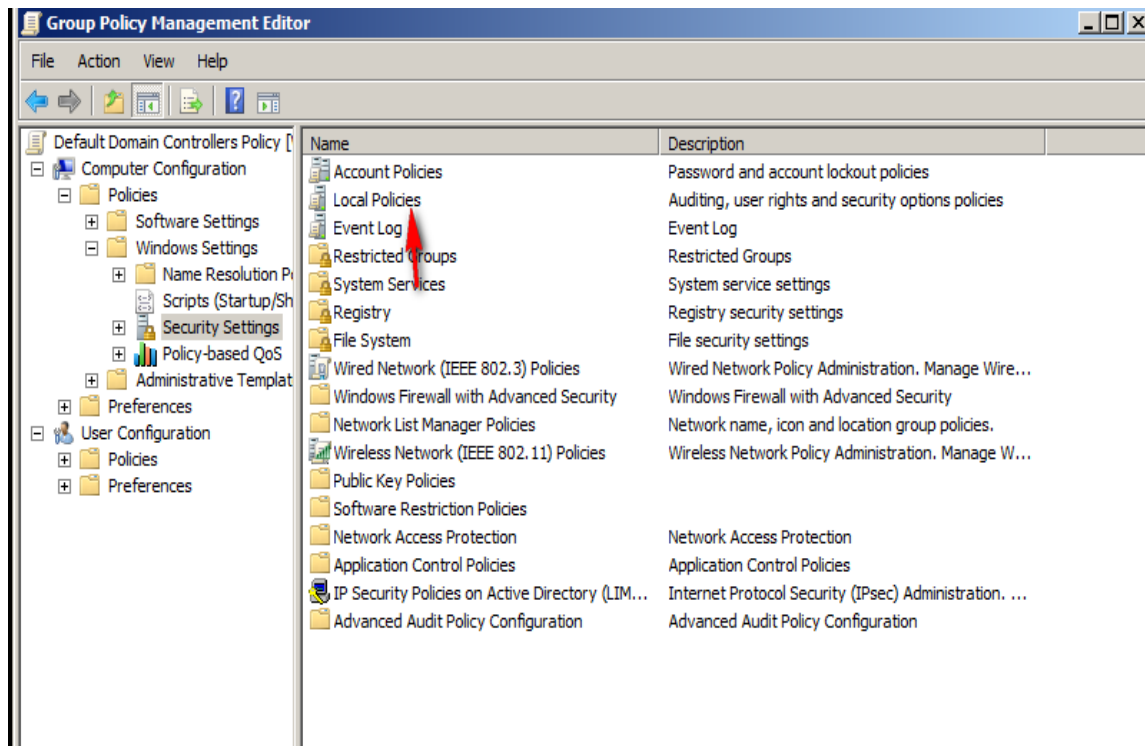 Group Policy Management Editor
File Action View Help
Default Domain Controllers Policy [
Computer Configuration
Policies
Software Settings
Windows Settings
Name Resolution P
Scripts (Startup/Sh
Security Settings
Policy-based QoS
Administrative Templat
Preferences
User Configuration
Policies
Preferences
Name Description
Account Policies Password and account lockout policies
Local Policies Auditing, user rights and security options policies
Event Log Event Log
Restricted Groups Restricted Groups
System Services System service settings
Registry Registry security settings
File System File security settings
Wired Network (IEEE 802.3) Policies Wired Network Policy Administration. Manage Wire...
Windows Firewall with Advanced Security Windows Firewall with Advanced Security
Network List Manager Policies Network name, icon and location group policies.
Wireless Network (IEEE 802.11) Policies Wireless Network Policy Administration. Manage W...
Public Key Policies
Software Restriction Policies
Network Access Protection Network Access Protection
Application Control Policies Application Control Policies
IP Security Policies on Active Directory (LIM... Internet Protocol Security (IPsec) Administration. ...
Advanced Audit Policy Configuration Advanced Audit Policy Configuration